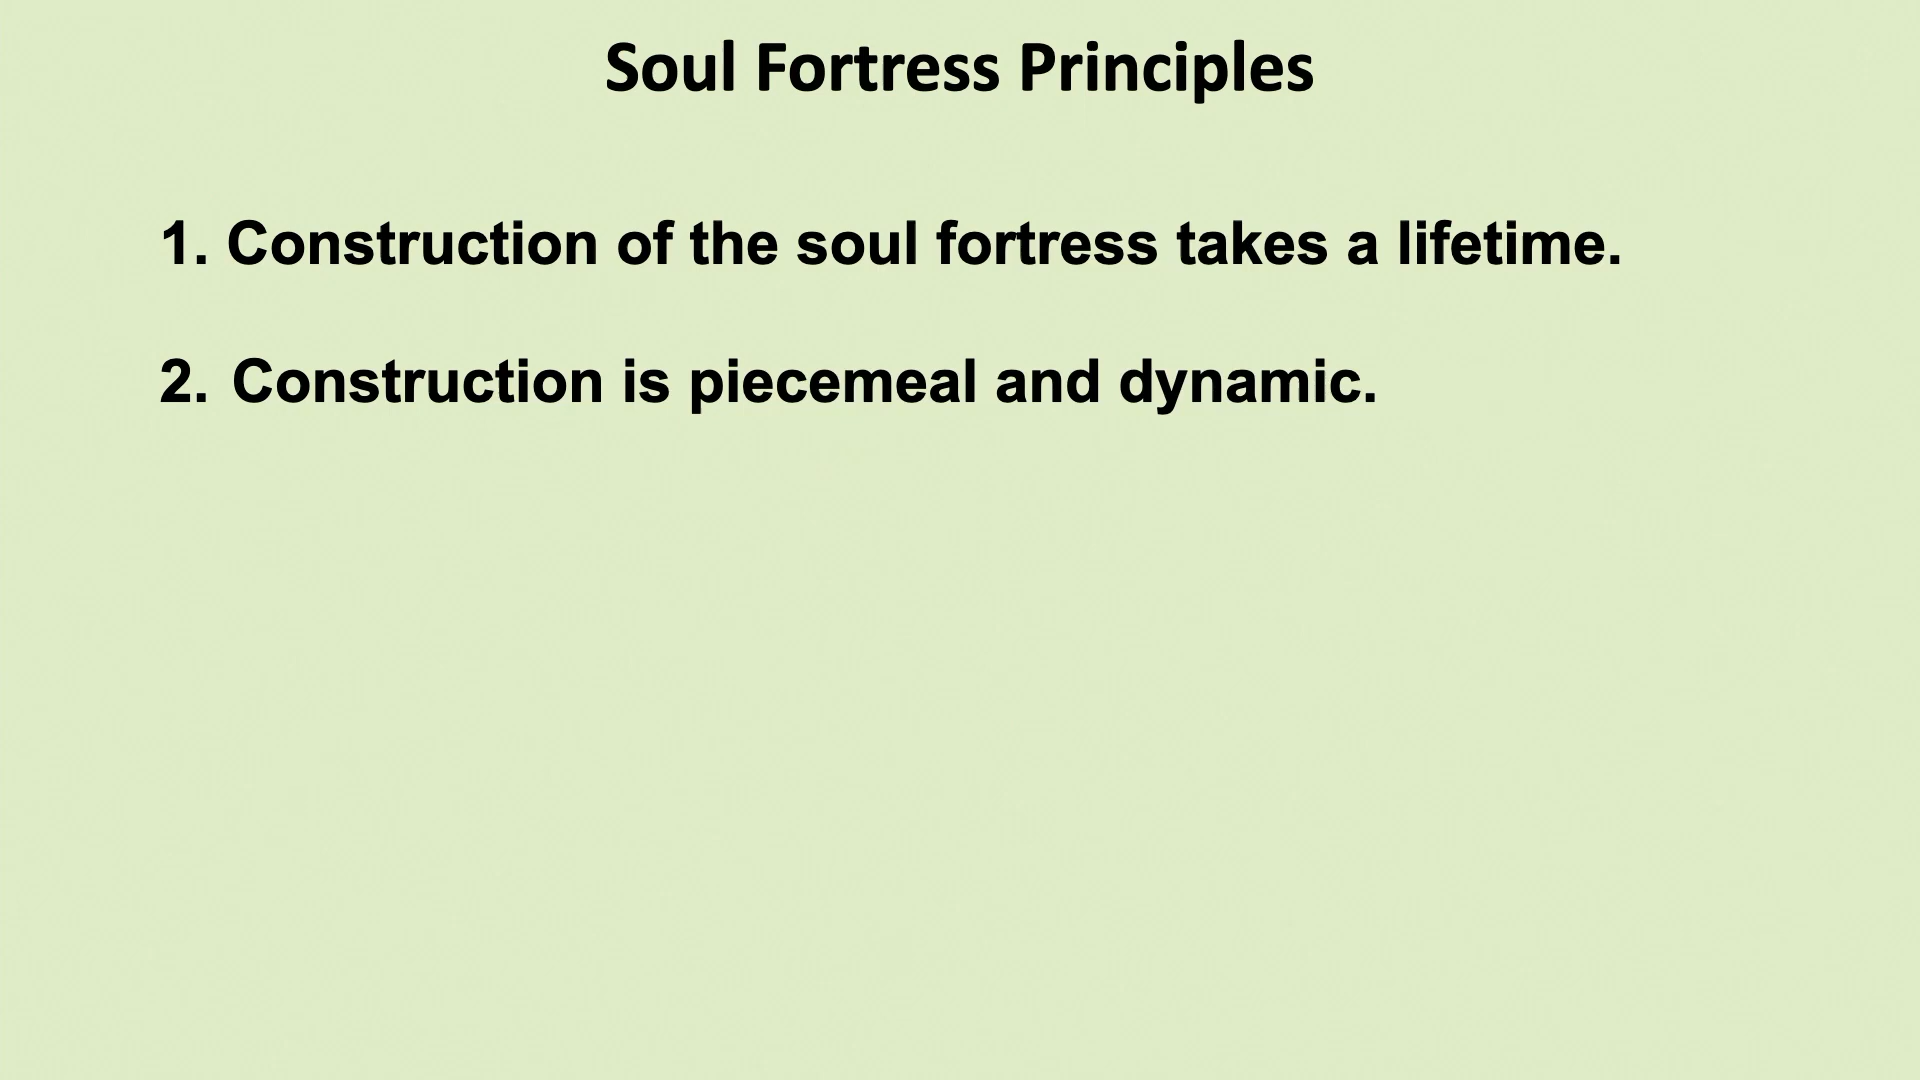 Soul Fortress Principles
1. Construction of the soul fortress takes a lifetime.
2. Construction is piecemeal and dynamic.